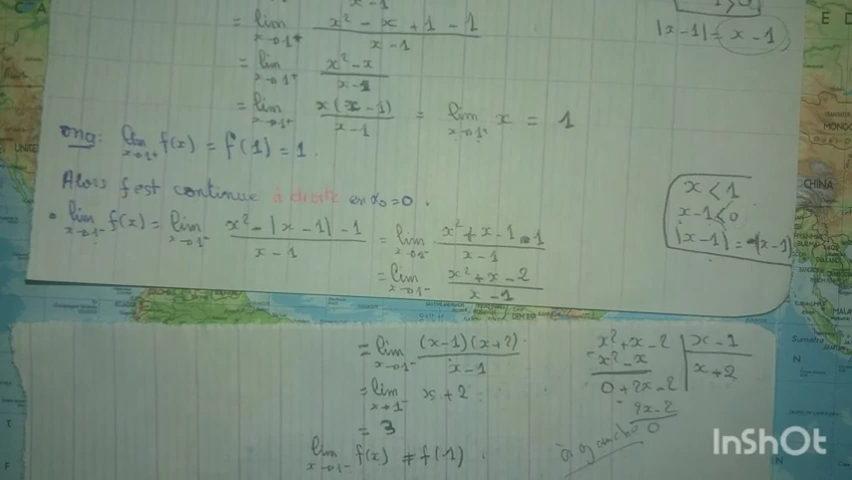 x-1
= lim x→1+ x² - x + 1 - 1 / x-1
|x-1| = x-1
= lim x→1+ x² - x / x-1
= lim x→1+ x(x-1) / x-1 = lim x→1+ x = 1
ona: lim x→1+ f(x) = f(1) = 1.
Alors f est continue à droite en x₀=0.
• lim x→1- f(x) = lim x→1- x² - |x-1| - 1 / x-1 = lim x→1- x² + x - 1 - 1 / x-1
= lim x→1- x² + x - 2 / x-1
x < 1
x-1 < 0
|x-1| = -(x-1)
= lim x→1- (x-1)(x+2) / x-1
= lim x→1- x+2
= 3
lim x→1- f(x) ≠ f(1).
x² + x - 2 | x - 1
- x² - x | x + 2
0 + 2x - 2
- 2x - 2
0
à gauche
CHINA
MONGO
Sumatra
InShOt